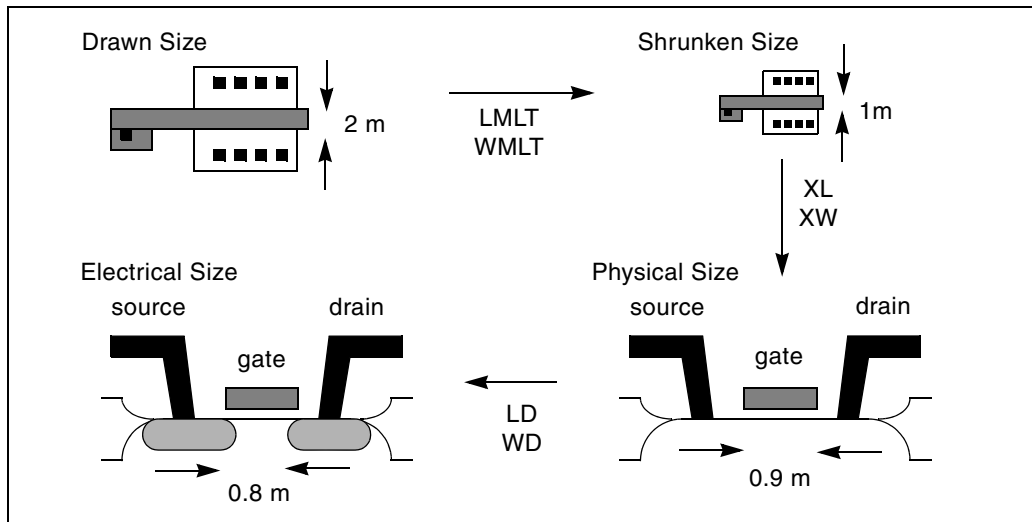 Drawn Size
2 m
LMLT
WMLT
Shrunken Size
1m
XL
XW
Electrical Size
source
drain
gate
0.8 m
LD
WD
Physical Size
source
drain
gate
0.9 m